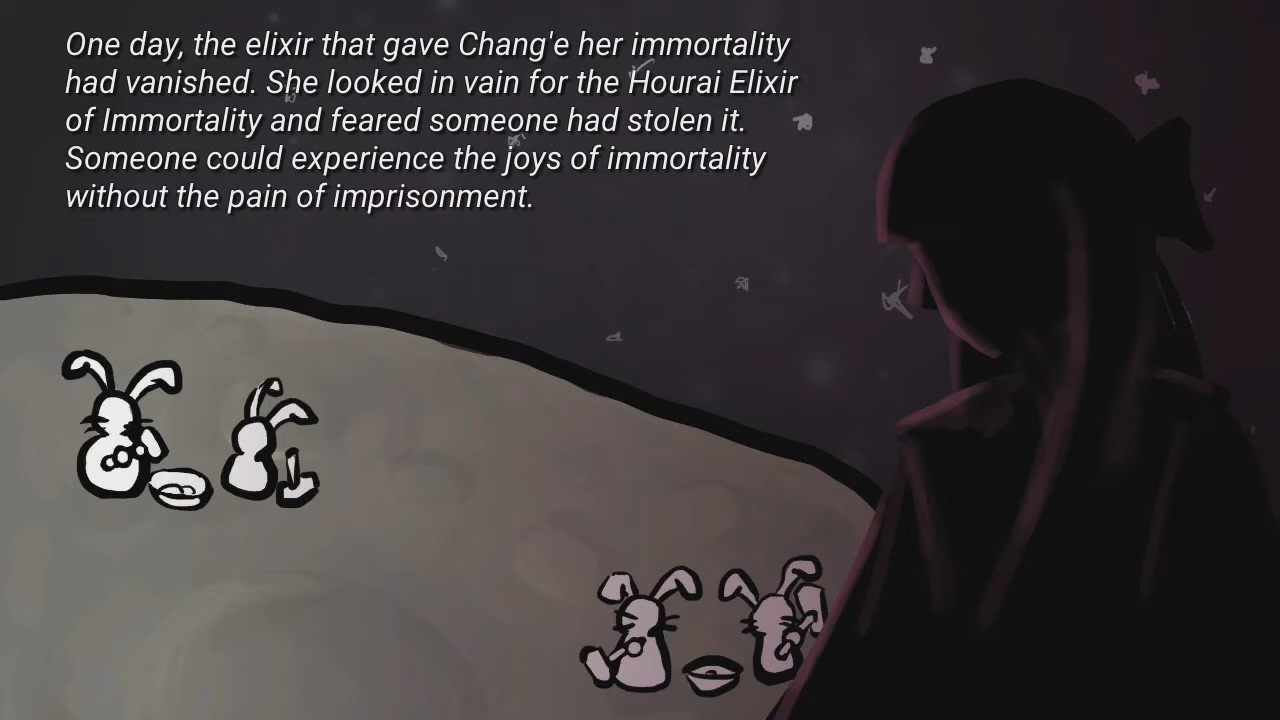 One day, the elixir that gave Chang'e her immortality
had vanished. She looked in vain for the Hourai Elixir
of Immortality and feared someone had stolen it.
Someone could experience the joys of immortality
without the pain of imprisonment.